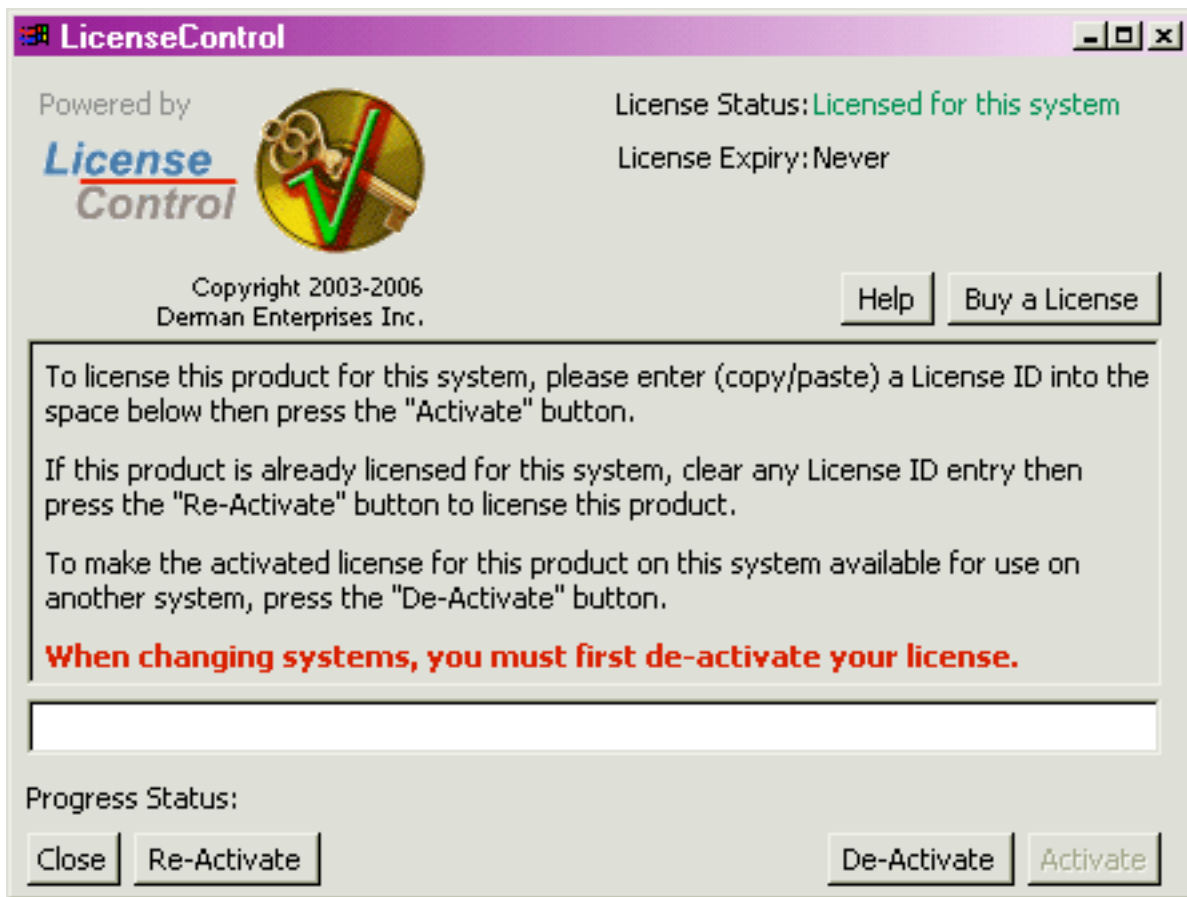 LicenseControl
Powered by
License
Control
License Status: Licensed for this system
License Expiry: Never
Copyright 2003-2006
Derman Enterprises Inc.
Help
Buy a License
To license this product for this system, please enter (copy/paste) a License ID into the
space below then press the "Activate" button.
If this product is already licensed for this system, clear any License ID entry then
press the "Re-Activate" button to license this product.
To make the activated license for this product on this system available for use on
another system, press the "De-Activate" button.
When changing systems, you must first de-activate your license.
Progress Status:
Close
Re-Activate
De-Activate
Activate